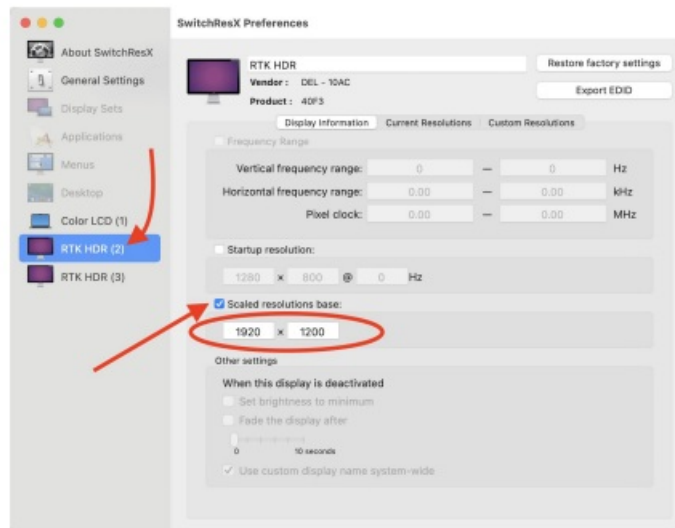 SwitchResX Preferences
About SwitchResX
General Settings
Display Sets
Applications
Menus
Desktop
Color LCD (1)
RTK HDR (2)
RTK HDR (3)
RTK HDR
Vendor : DEL - 10AC
Product : 40F3
Restore factory settings
Export EDID
Display Information Current Resolutions Custom Resolutions
Frequency Range
Vertical frequency range: 0 — 0 Hz
Horizontal frequency range: 0.00 — 0.00 kHz
Pixel clock: 0.00 — 0.00 MHz
Startup resolution:
1280 × 800 @ 0 Hz
Scaled resolutions base:
1920 × 1200
Other settings
When this display is deactivated
Set brightness to minimum
Fade the display after
0 10 seconds
Use custom display name system-wide